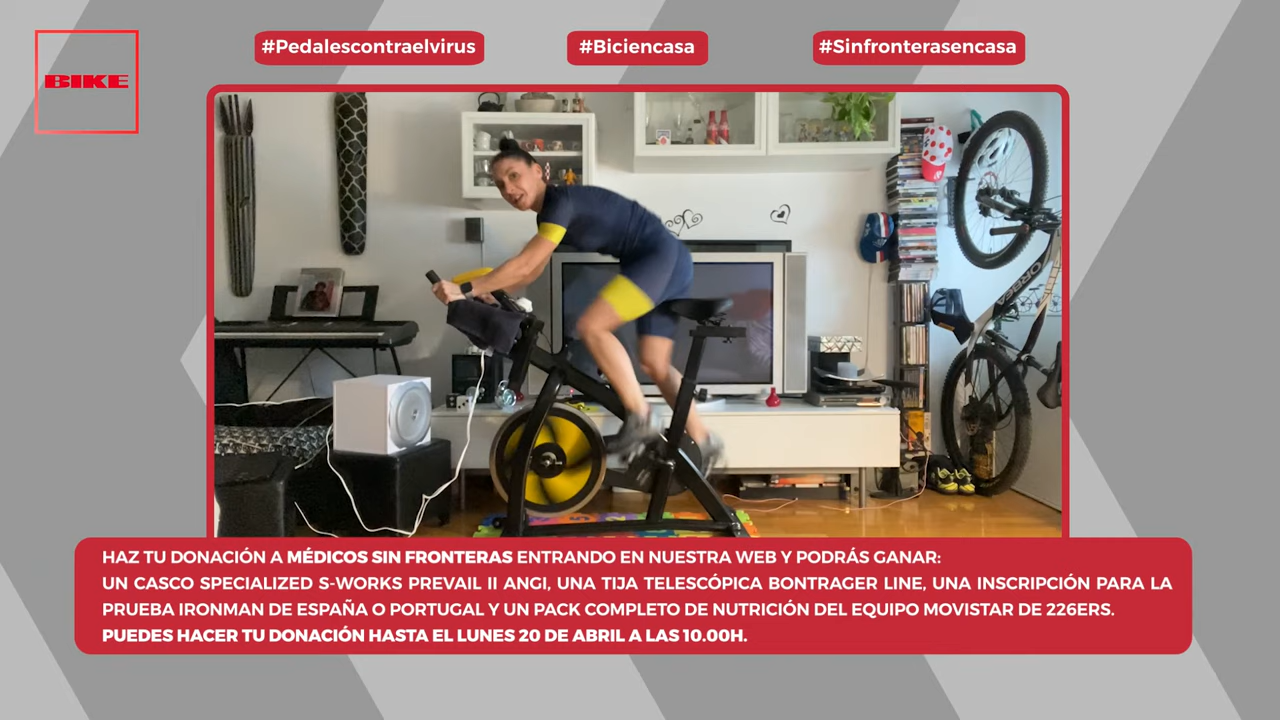 #Pedalescontraelvirus
#Biciencasa
#Sinfronterasencasa
BIKE
ORBEA
HAZ TU DONACIÓN A MÉDICOS SIN FRONTERAS ENTRANDO EN NUESTRA WEB Y PODRÁS GANAR:
UN CASCO SPECIALIZED S-WORKS PREVAIL II ANGI, UNA TIJA TELESCÓPICA BONTRAGER LINE, UNA INSCRIPCIÓN PARA LA
PRUEBA IRONMAN DE ESPAÑA O PORTUGAL Y UN PACK COMPLETO DE NUTRICIÓN DEL EQUIPO MOVISTAR DE 226ERS.
PUEDES HACER TU DONACIÓN HASTA EL LUNES 20 DE ABRIL A LAS 10.00H.